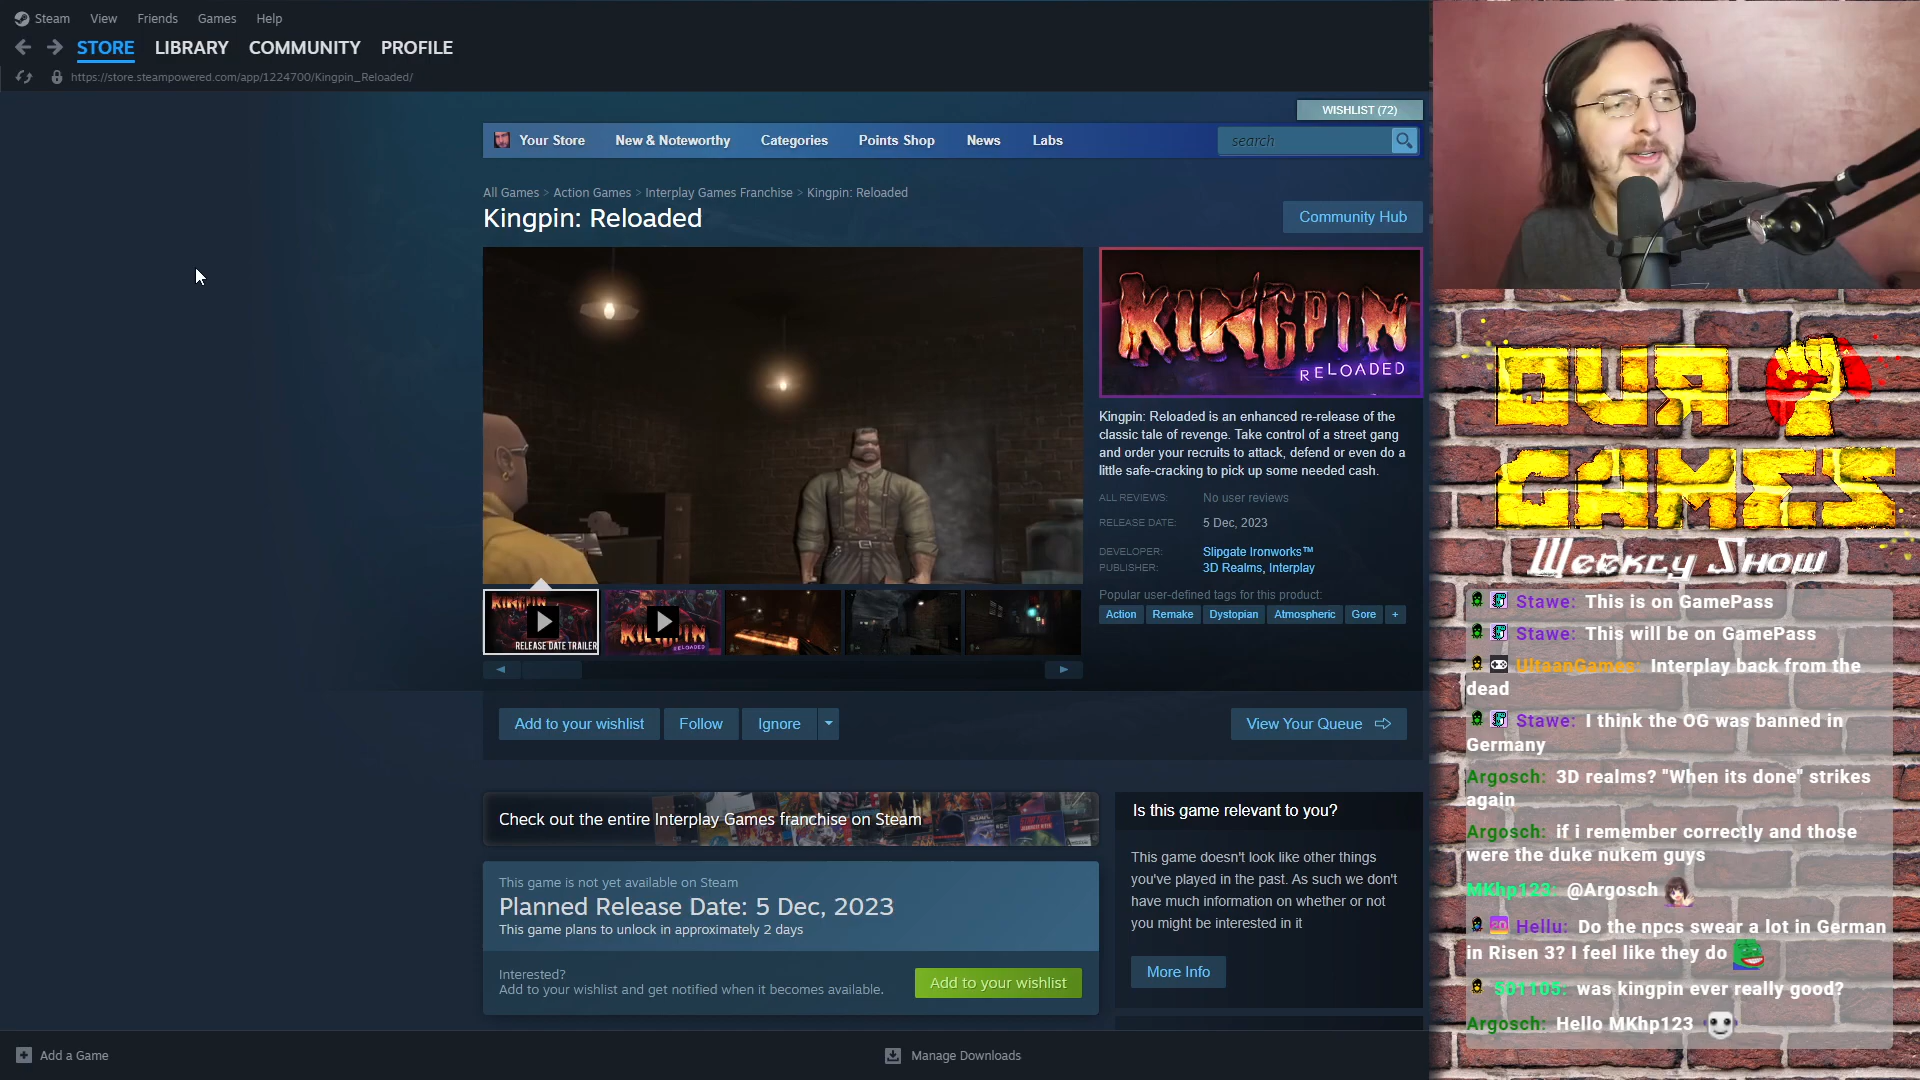 Steam View Friends Games Help
STORE LIBRARY COMMUNITY PROFILE
https://store.steampowered.com/app/1224700/Kingpin_Reloaded/
WISHLIST (72)
Your Store New & Noteworthy Categories Points Shop News Labs search
All Games > Action Games > Interplay Games Franchise > Kingpin: Reloaded
Kingpin: Reloaded
Community Hub
KINGPIN
RELOADED
Kingpin: Reloaded is an enhanced re-release of the
classic tale of revenge. Take control of a street gang
and order your recruits to attack, defend or even do a
little safe-cracking to pick up some needed cash.
ALL REVIEWS: No user reviews
RELEASE DATE: 5 Dec, 2023
DEVELOPER: Slipgate Ironworks™
PUBLISHER: 3D Realms, Interplay
Popular user-defined tags for this product:
Action Remake Dystopian Atmospheric Gore +
KINGPIN
RELEASE DATE TRAILER
KINGPIN
RELOADED
Add to your wishlist Follow Ignore View Your Queue
Check out the entire Interplay Games franchise on Steam
This game is not yet available on Steam
Planned Release Date: 5 Dec, 2023
This game plans to unlock in approximately 2 days
Interested?
Add to your wishlist and get notified when it becomes available.
Add to your wishlist
Is this game relevant to you?
This game doesn't look like other things
you've played in the past. As such we don't
have much information on whether or not
you might be interested in it
More Info
Add a Game Manage Downloads
OUR
GAMES
Weekly Show
Stawe: This is on GamePass
Stawe: This will be on GamePass
UltaanGames: Interplay back from the
dead
Stawe: I think the OG was banned in
Germany
Argosch: 3D realms? "When its done" strikes
again
Argosch: if i remember correctly and those
were the duke nukem guys
MKhp123: @Argosch
Hellu: Do the npcs swear a lot in German
in Risen 3? I feel like they do
S01105: was kingpin ever really good?
Argosch: Hello MKhp123